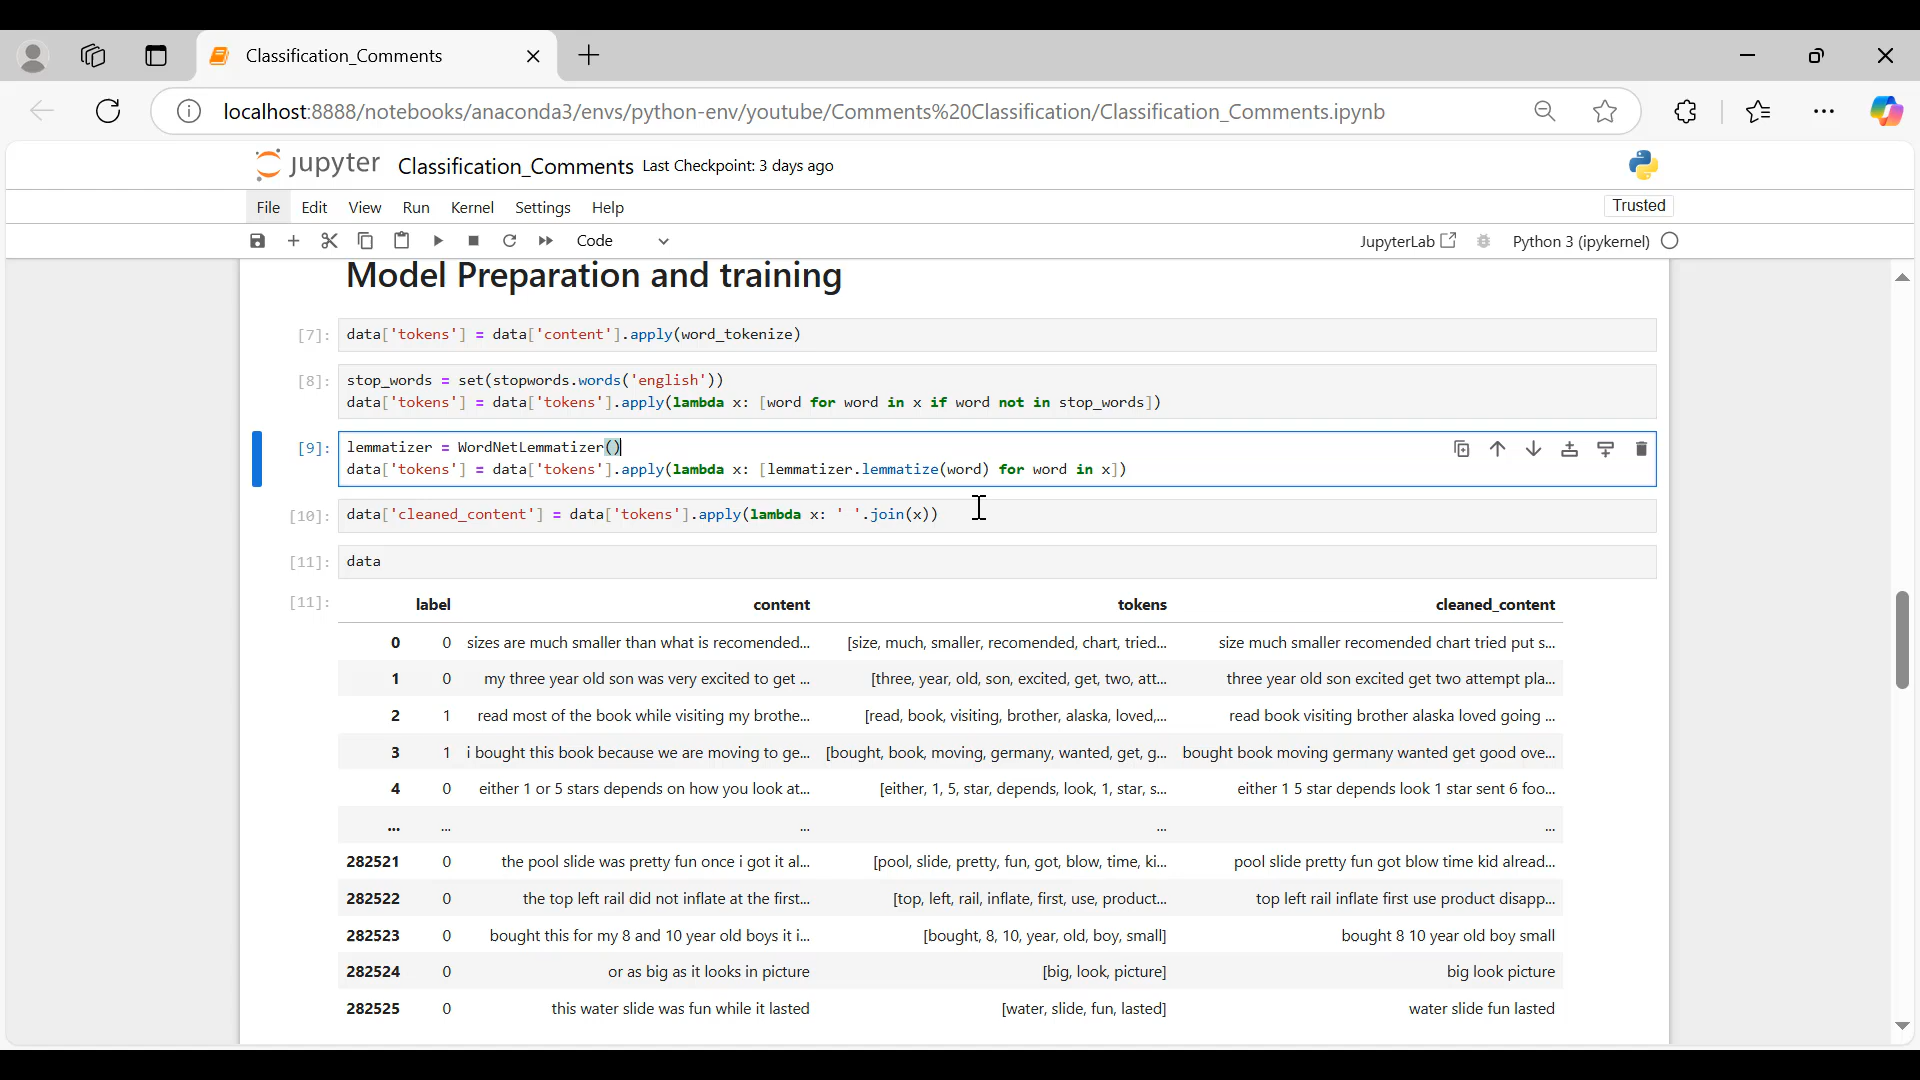 Classification_Comments
localhost:8888/notebooks/anaconda3/envs/python-env/youtube/Comments%20Classification/Classification_Comments.ipynb
jupyter Classification_Comments Last Checkpoint: 3 days ago
File Edit View Run Kernel Settings Help Trusted
Code JupyterLab Python 3 (ipykernel)
Model Preparation and training
[7]: data['tokens'] = data['content'].apply(word_tokenize)
[8]: stop_words = set(stopwords.words('english'))
data['tokens'] = data['tokens'].apply(lambda x: [word for word in x if word not in stop_words])
[9]: lemmatizer = WordNetLemmatizer()
data['tokens'] = data['tokens'].apply(lambda x: [lemmatizer.lemmatize(word) for word in x])
[10]: data['cleaned_content'] = data['tokens'].apply(lambda x: ' '.join(x))
[11]: data
[11]: label content tokens cleaned_content
0 0 sizes are much smaller than what is recomended... [size, much, smaller, recomended, chart, tried... size much smaller recomended chart tried put s...
1 0 my three year old son was very excited to get ... [three, year, old, son, excited, get, two, att... three year old son excited get two attempt pla...
2 1 read most of the book while visiting my brothe... [read, book, visiting, brother, alaska, loved,... read book visiting brother alaska loved going ...
3 1 i bought this book because we are moving to ge... [bought, book, moving, germany, wanted, get, g... bought book moving germany wanted get good ove...
4 0 either 1 or 5 stars depends on how you look at... [either, 1, 5, star, depends, look, 1, star, s... either 1 5 star depends look 1 star sent 6 foo...
... ... ... ... ...
282521 0 the pool slide was pretty fun once i got it al... [pool, slide, pretty, fun, got, blow, time, ki... pool slide pretty fun got blow time kid alread...
282522 0 the top left rail did not inflate at the first... [top, left, rail, inflate, first, use, product... top left rail inflate first use product disapp...
282523 0 bought this for my 8 and 10 year old boys it i... [bought, 8, 10, year, old, boy, small] bought 8 10 year old boy small
282524 0 or as big as it looks in picture [big, look, picture] big look picture
282525 0 this water slide was fun while it lasted [water, slide, fun, lasted] water slide fun lasted